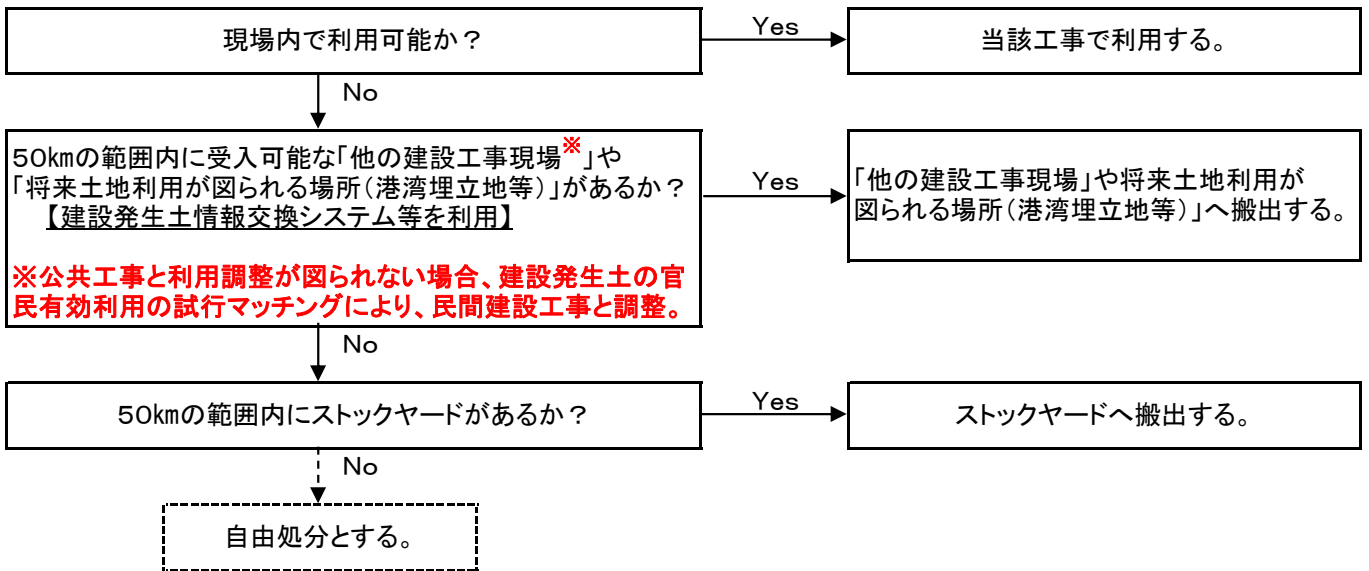 現場内で利用可能か？
Yes
当該工事で利用する。
No
５０kmの範囲内に受入可能な「他の建設工事現場※」や
「将来土地利用が図られる場所（港湾埋立地等）」があるか？
【建設発生土情報交換システム等を利用】
※公共工事と利用調整が図られない場合、建設発生土の官
民有効利用の試行マッチングにより、民間建設工事と調整。
Yes
「他の建設工事現場」や将来土地利用が
図られる場所（港湾埋立地等）」へ搬出する。
No
５０kmの範囲内にストックヤードがあるか？
Yes
ストックヤードへ搬出する。
No
自由処分とする。